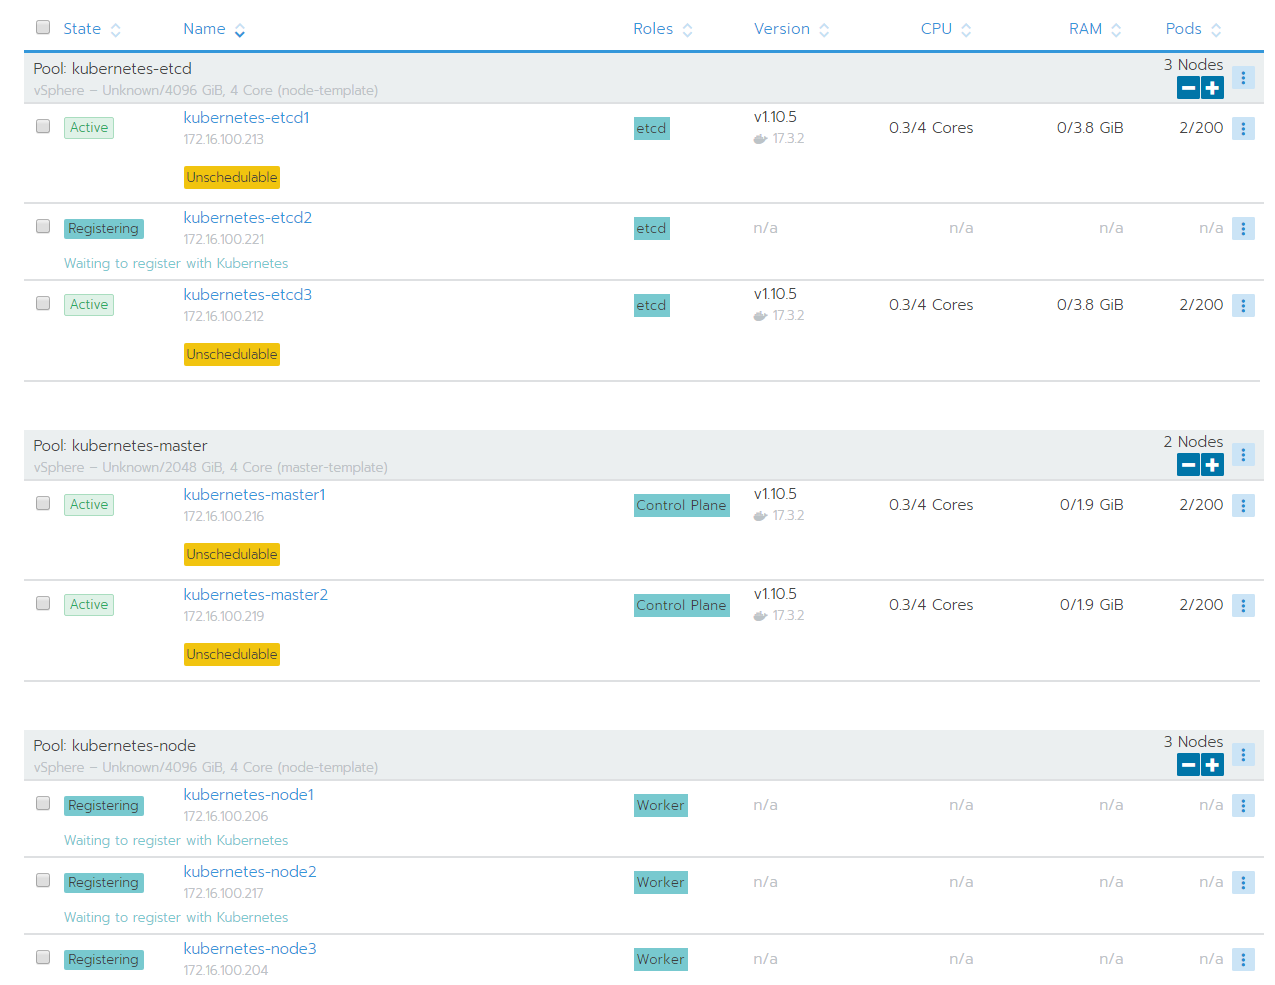 State Name Roles Version CPU RAM Pods
Pool: kubernetes-etcd 3 Nodes
vSphere – Unknown/4096 GiB, 4 Core (node-template)
Active kubernetes-etcd1 etcd v1.10.5 0.3/4 Cores 0/3.8 GiB 2/200
172.16.100.213 17.3.2
Unschedulable
Registering kubernetes-etcd2 etcd n/a n/a n/a n/a
172.16.100.221
Waiting to register with Kubernetes
Active kubernetes-etcd3 etcd v1.10.5 0.3/4 Cores 0/3.8 GiB 2/200
172.16.100.212 17.3.2
Unschedulable
Pool: kubernetes-master 2 Nodes
vSphere – Unknown/2048 GiB, 4 Core (master-template)
Active kubernetes-master1 Control Plane v1.10.5 0.3/4 Cores 0/1.9 GiB 2/200
172.16.100.216 17.3.2
Unschedulable
Active kubernetes-master2 Control Plane v1.10.5 0.3/4 Cores 0/1.9 GiB 2/200
172.16.100.219 17.3.2
Unschedulable
Pool: kubernetes-node 3 Nodes
vSphere – Unknown/4096 GiB, 4 Core (node-template)
Registering kubernetes-node1 Worker n/a n/a n/a n/a
172.16.100.206
Waiting to register with Kubernetes
Registering kubernetes-node2 Worker n/a n/a n/a n/a
172.16.100.217
Waiting to register with Kubernetes
Registering kubernetes-node3 Worker n/a n/a n/a n/a
172.16.100.204